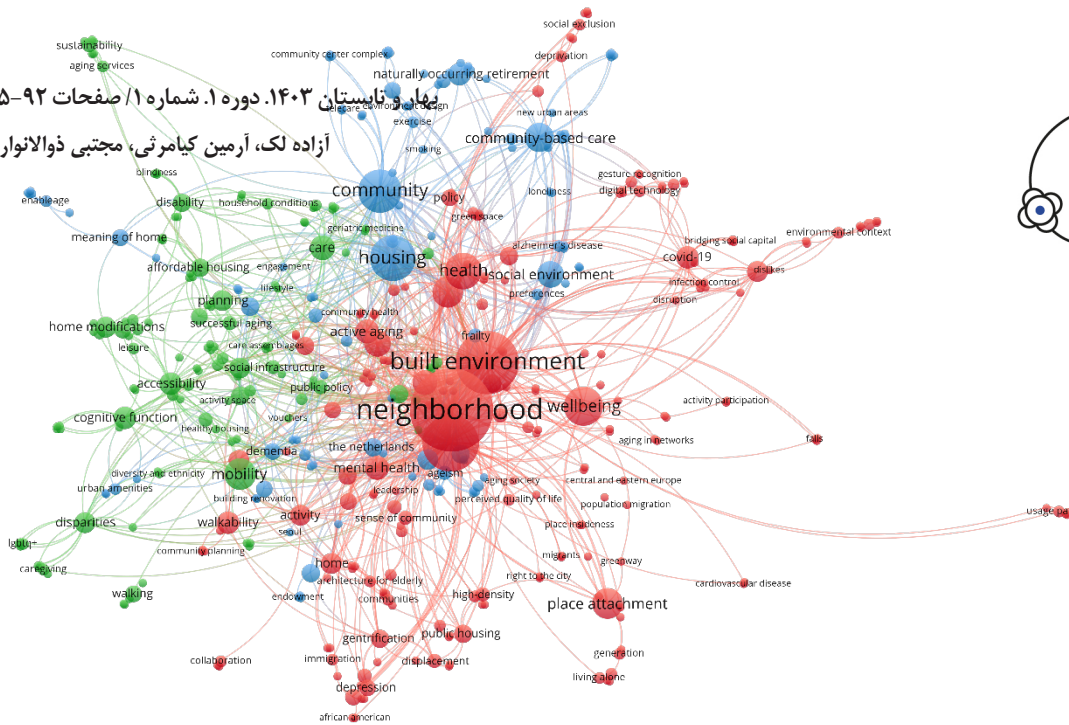 social exclusion
sustainability
community center complex
deprivation
aging services
naturally occurring retirement
بهار و تابستان ۱۴۰۳. دوره ۱. شماره ۱/ صفحات ۹۲-
telecare
environment design
new urban areas
exercise
community-based care
آزاده لک، آرمین کیامرثی، مجتبی ذوالانوار
smoking
blindness
gesture recognition
digital technology
enableage
disability
household conditions
community
policy
loneliness
green space
meaning of home
geriatric medicine
environmental context
care
alzheimer's disease
bridging social capital
housing
covid-19
affordable housing
engagement
health
social environment
dislikes
lifestyle
infection control
planning
preferences
disruption
community health
home modifications
successful aging
active aging
frailty
leisure
care assemblages
built environment
social infrastructure
accessibility
public policy
activity space
neighborhood
wellbeing
activity participation
cognitive function
vouchers
healthy housing
falls
dementia
the netherlands
aging in networks
diversity and ethnicity
mobility
mental health
ageism
urban amenities
leadership
aging society
central and eastern europe
building renovation
perceived quality of life
population migration
disparities
walkability
activity
sense of community
place insideness
usage pa
seoul
lgbtq+
community planning
migrants
greenway
caregiving
home
architecture for elderly
right to the city
cardiovascular disease
walking
endowment
communities
high-density
place attachment
gentrification
public housing
collaboration
immigration
displacement
generation
living alone
depression
african american